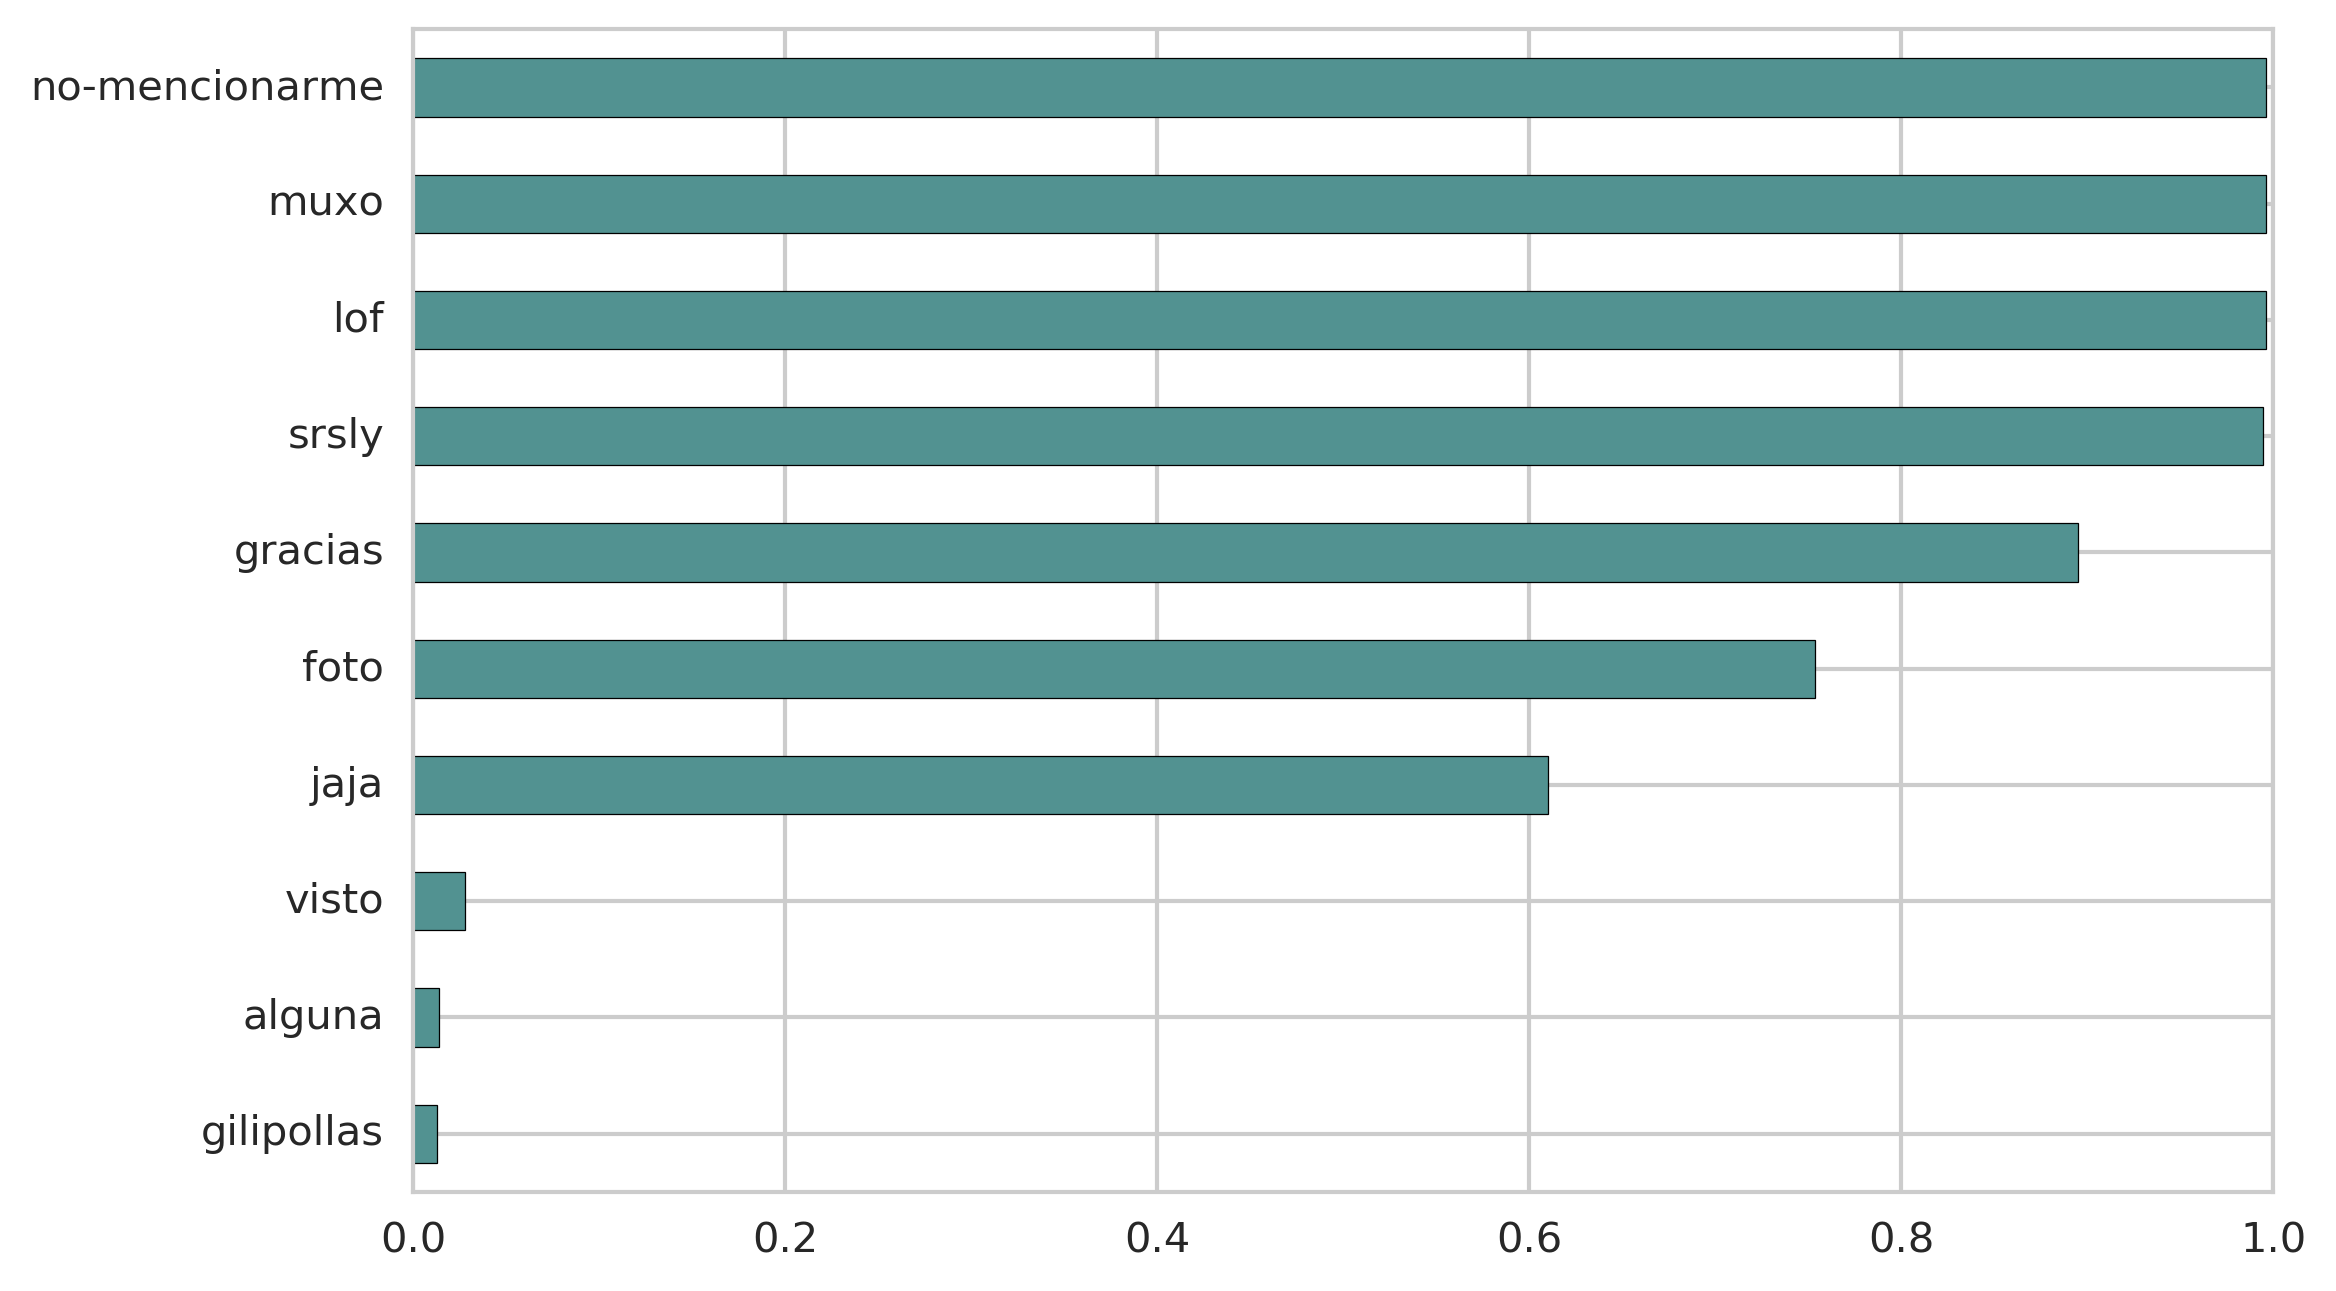 no-mencionarme
muxo
lof
srsly
gracias
foto
jaja
visto
alguna
gilipollas
0.0 0.2 0.4 0.6 0.8 1.0